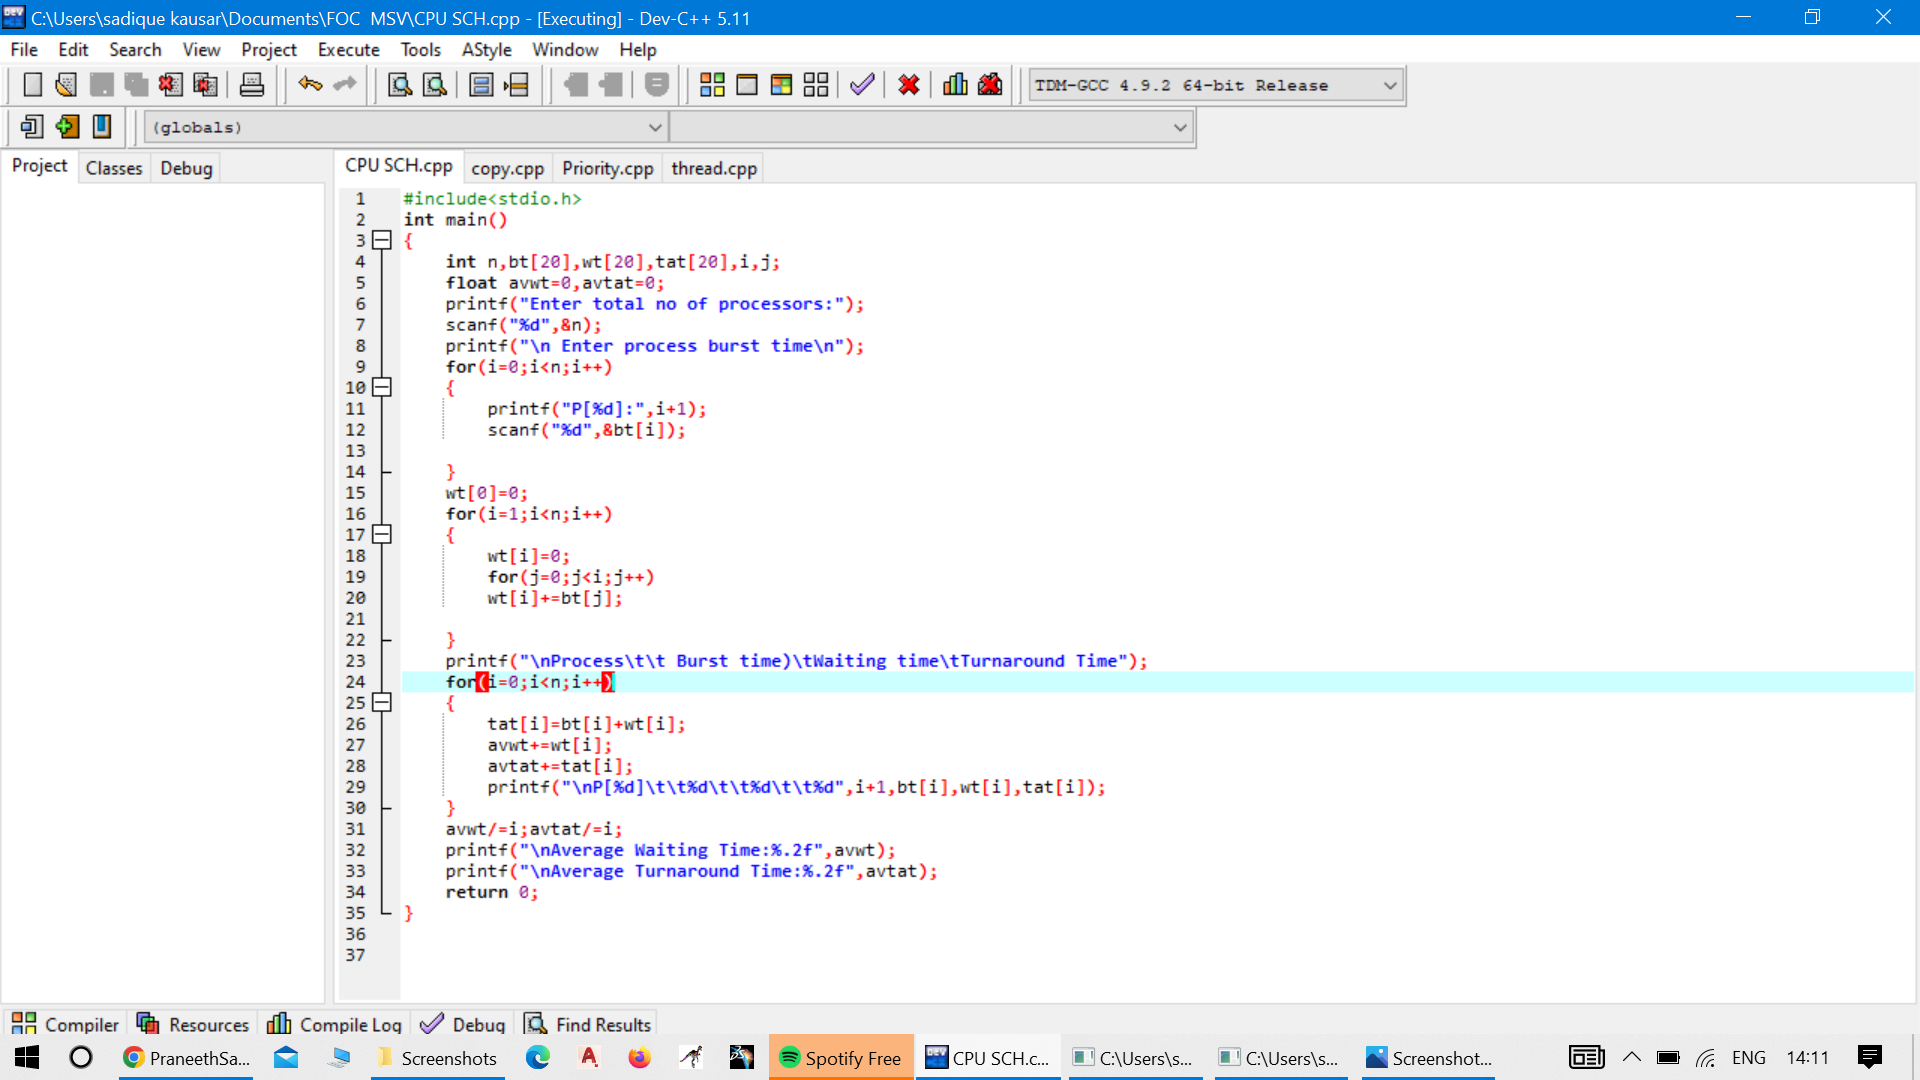 C:\Users\sadique kausar\Documents\FOC  MSV\CPU SCH.cpp - [Executing] - Dev-C++ 5.11
File Edit Search View Project Execute Tools AStyle Window Help
TDM-GCC 4.9.2 64-bit Release
(globals)
Project Classes Debug
CPU SCH.cpp copy.cpp Priority.cpp thread.cpp
1 #include<stdio.h>
2 int main()
3 {
4 int n,bt[20],wt[20],tat[20],i,j;
5 float avwt=0,avtat=0;
6 printf("Enter total no of processors:");
7 scanf("%d",&n);
8 printf("\n Enter process burst time\n");
9 for(i=0;i<n;i++)
10 {
11 printf("P[%d]:",i+1);
12 scanf("%d",&bt[i]);
13
14 }
15 wt[0]=0;
16 for(i=1;i<n;i++)
17 {
18 wt[i]=0;
19 for(j=0;j<i;j++)
20 wt[i]+=bt[j];
21
22 }
23 printf("\nProcess\t\t Burst time)\tWaiting time\tTurnaround Time");
24 for(i=0;i<n;i++)
25 {
26 tat[i]=bt[i]+wt[i];
27 avwt+=wt[i];
28 avtat+=tat[i];
29 printf("\nP[%d]\t\t%d\t\t%d\t\t%d",i+1,bt[i],wt[i],tat[i]);
30 }
31 avwt/=i;avtat/=i;
32 printf("\nAverage Waiting Time:%.2f",avwt);
33 printf("\nAverage Turnaround Time:%.2f",avtat);
34 return 0;
35 }
36
37
Compiler Resources Compile Log Debug Find Results
PraneethSa... Screenshots Spotify Free CPU SCH.c... C:\Users\s... C:\Users\s... Screenshot... ENG 14:11